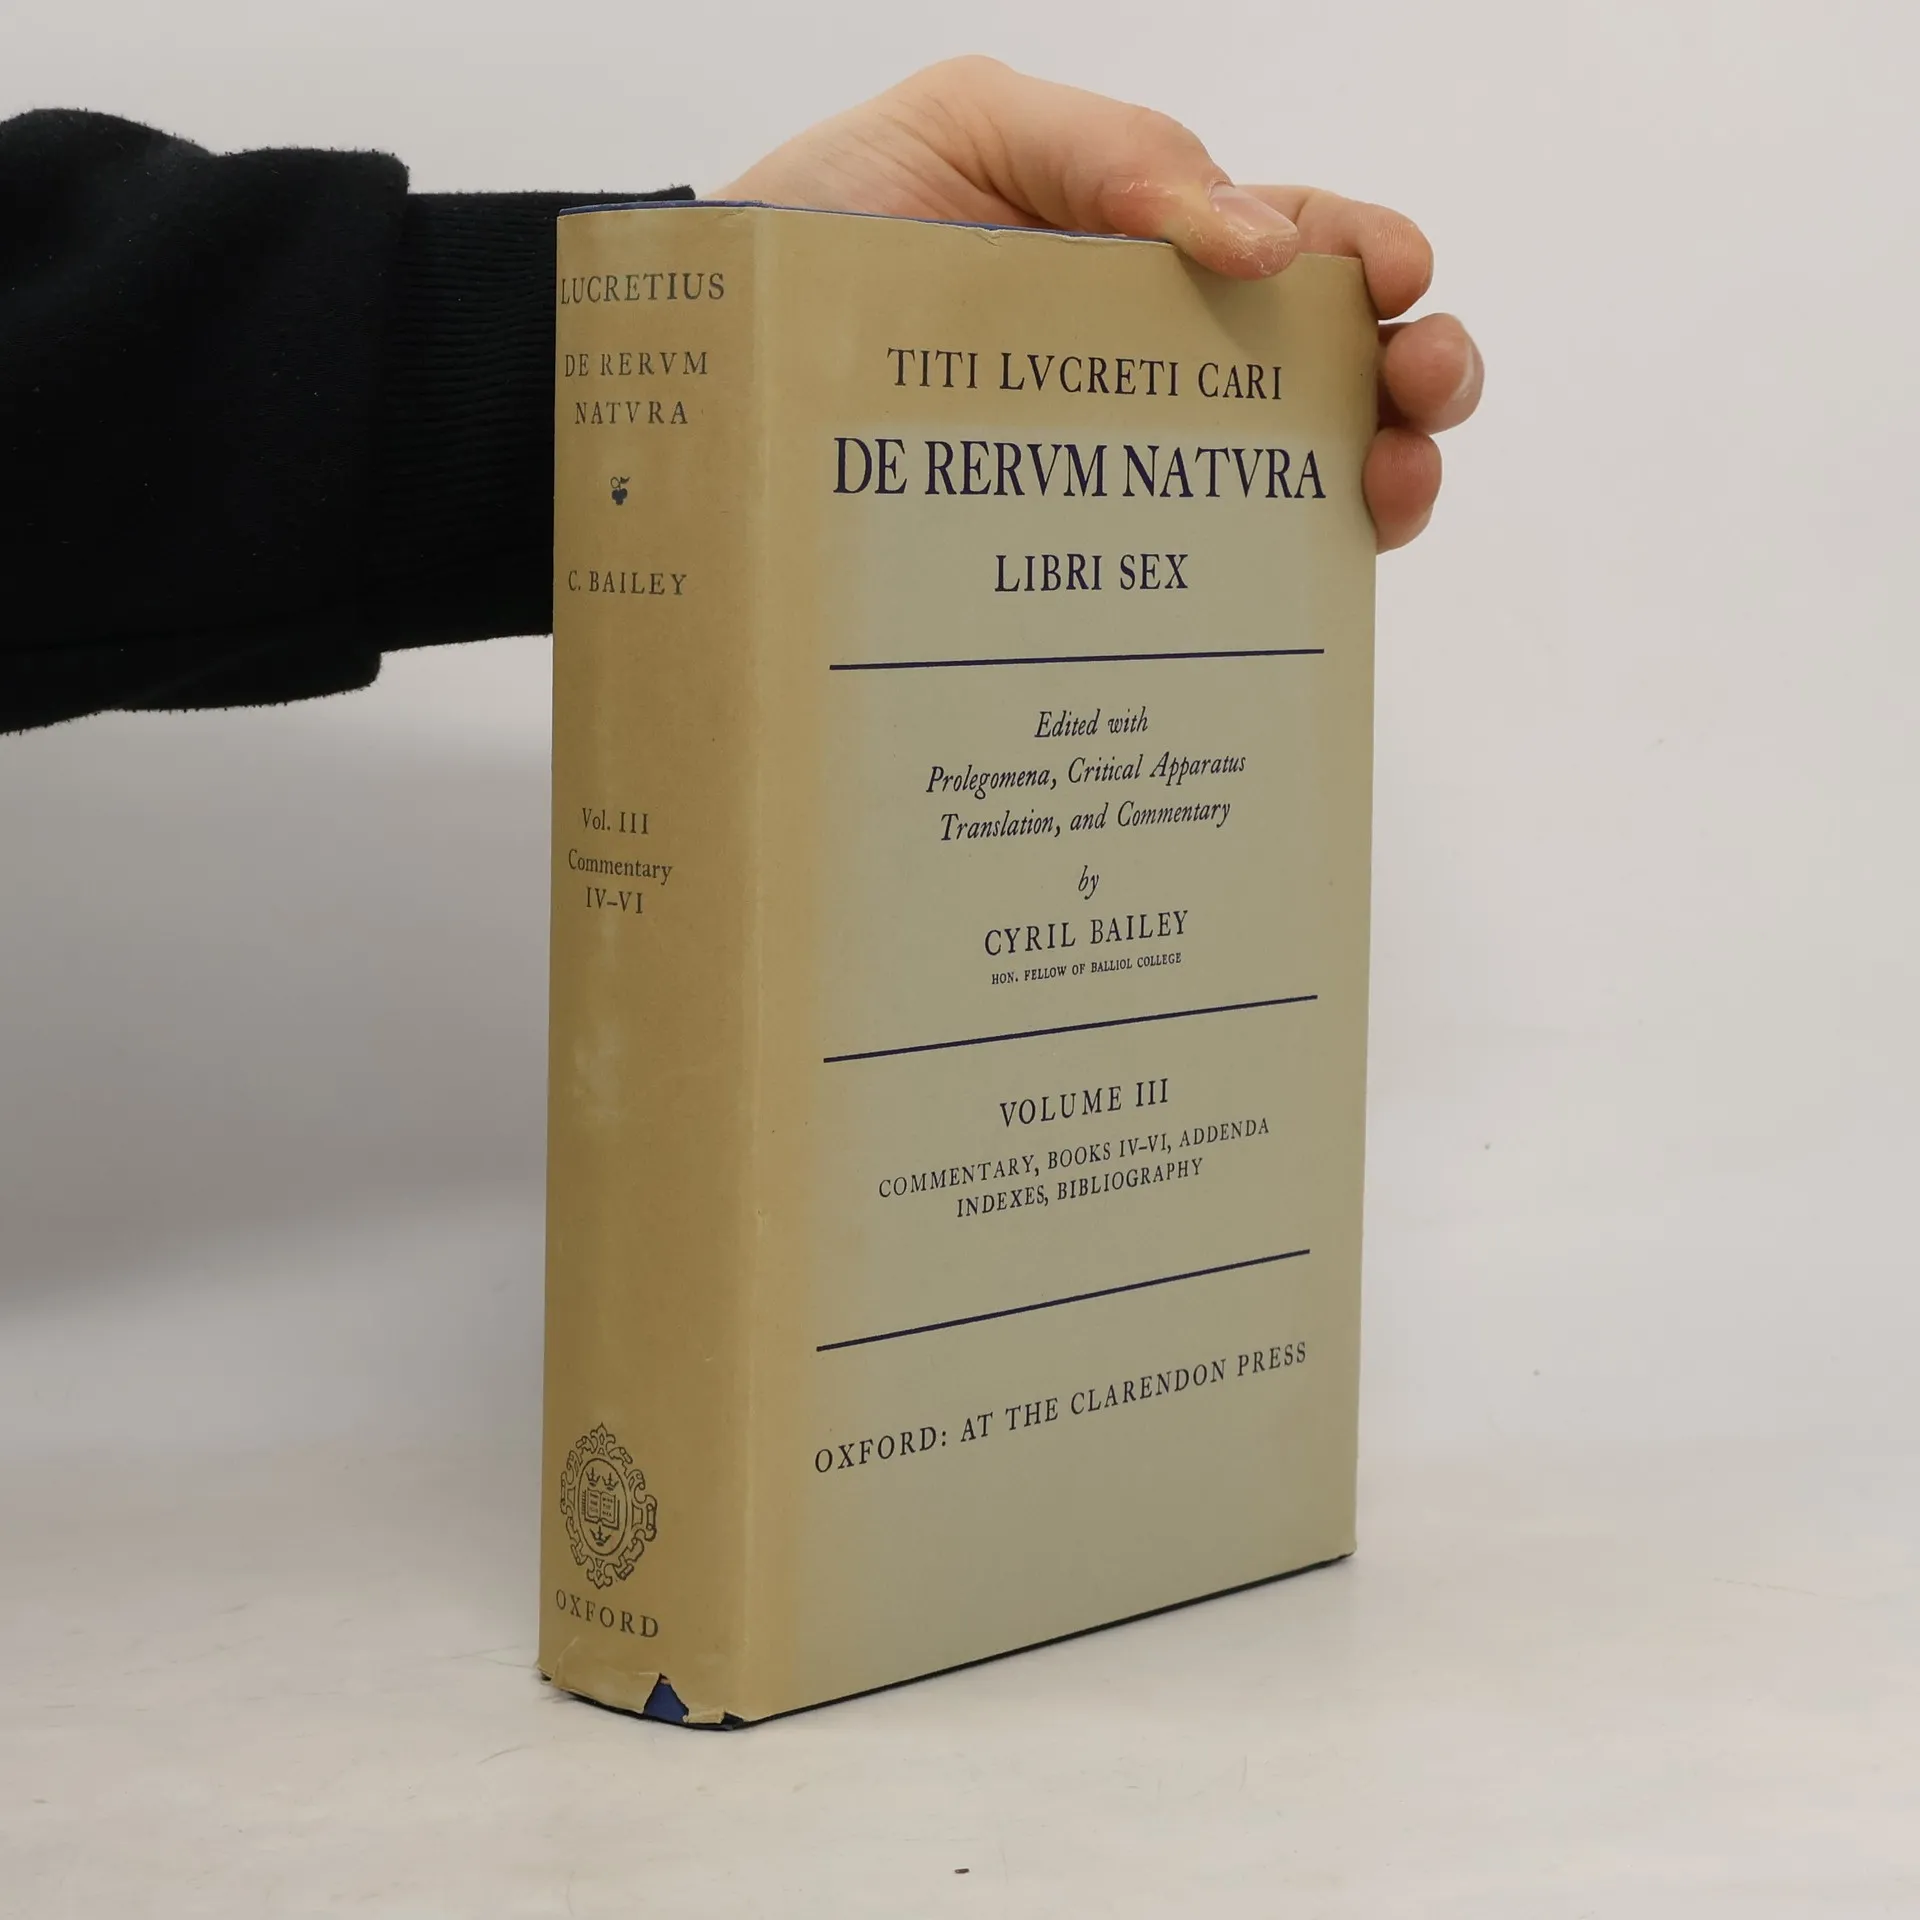 LUCRETIUS
DE RERVM
NATVRA
C. BAILEY
Vol. III
Commentary
IV–VI
OXFORD
TITI LVCRETI CARI
DE RERVM NATVRA
LIBRI SEX
Edited with
Prolegomena, Critical Apparatus
Translation, and Commentary
by
CYRIL BAILEY
HON. FELLOW OF BALLIOL COLLEGE
VOLUME III
COMMENTARY, BOOKS IV–VI, ADDENDA
INDEXES, BIBLIOGRAPHY
OXFORD: AT THE CLARENDON PRESS